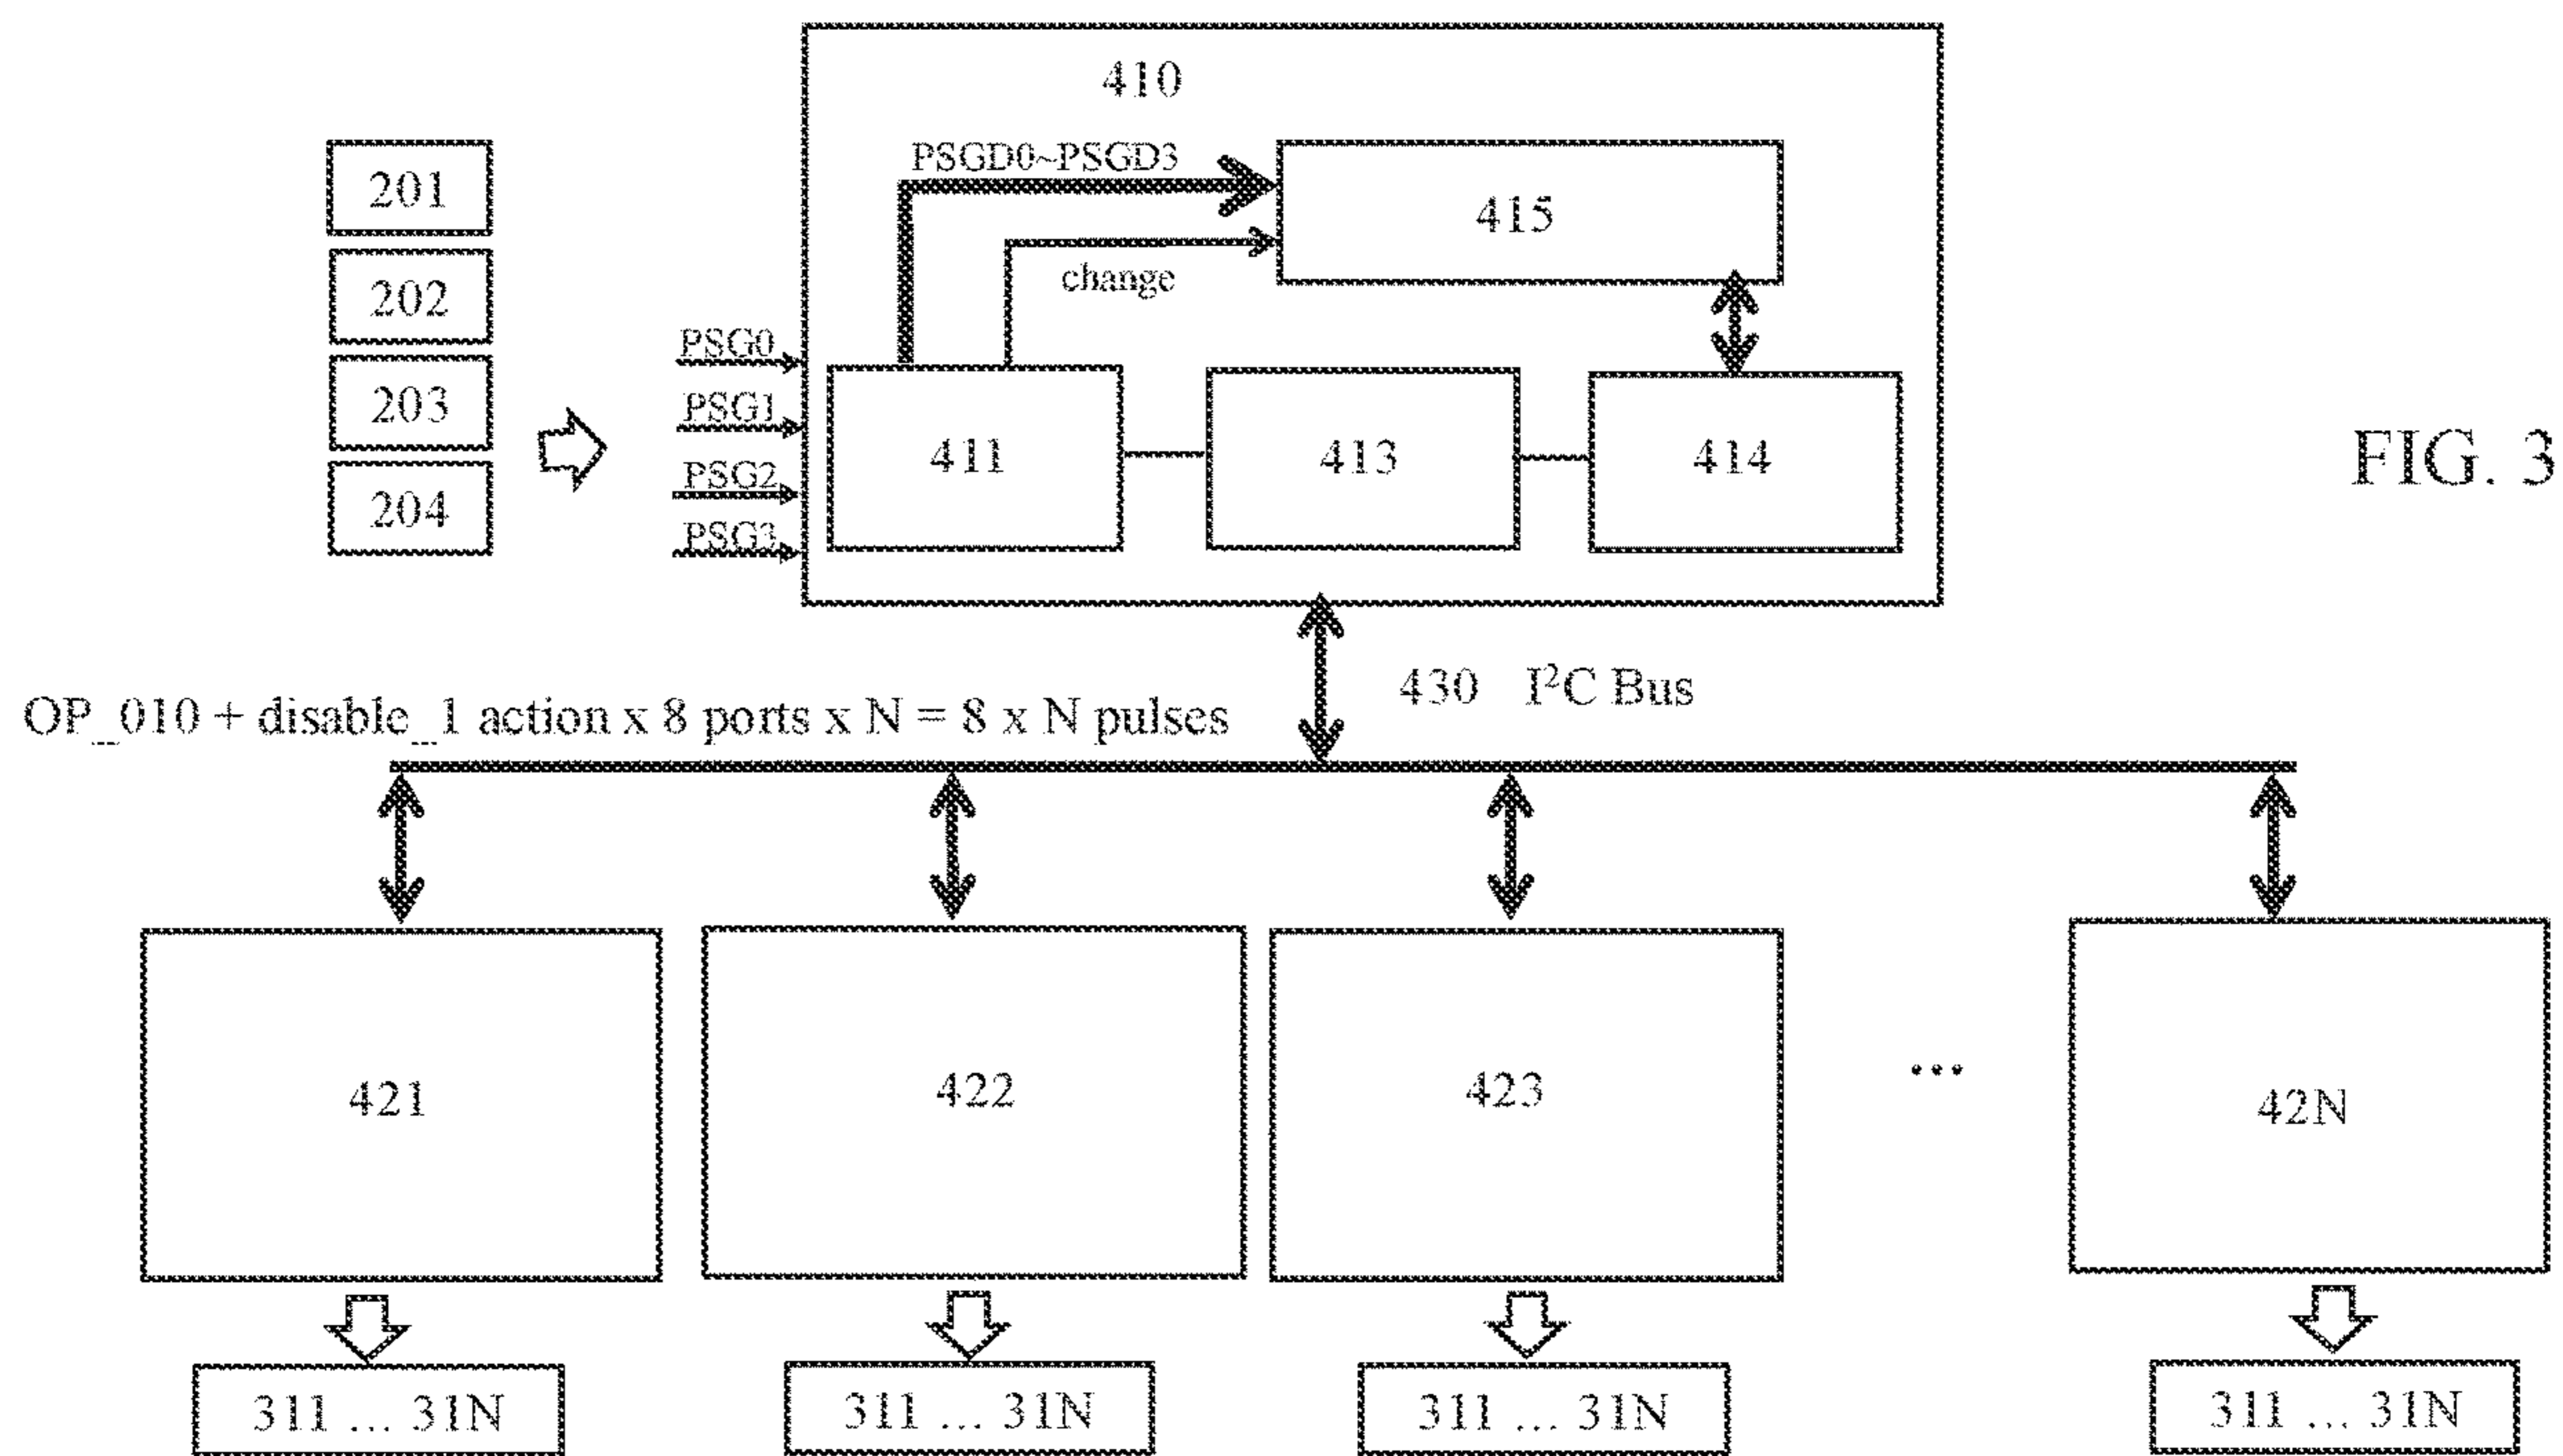 410
PSGD0~PSGD3
415
change
201
202
203
204
PSG0
PSG1
PSG2
PSG3
411
413
414
FIG. 3
430 I²C Bus
OP_010 + disable_1 action x 8 ports x N = 8 x N pulses
421
422
423
...
42N
311 ... 31N
311 ... 31N
311 ... 31N
311 ... 31N